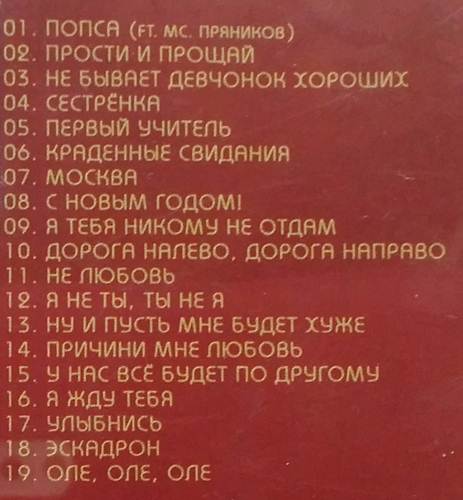 01. ПОПСА (FT. МС. ПРЯНИКОВ)
02. ПРОСТИ И ПРОЩАЙ
03. НЕ БЫВАЕТ ДЕВЧОНОК ХОРОШИХ
04. СЕСТРЁНКА
05. ПЕРВЫЙ УЧИТЕЛЬ
06. КРАДЕННЫЕ СВИДАНИЯ
07. МОСКВА
08. С НОВЫМ ГОДОМ!
09. Я ТЕБЯ НИКОМУ НЕ ОТДАМ
10. ДОРОГА НАЛЕВО, ДОРОГА НАПРАВО
11. НЕ ЛЮБОВЬ
12. Я НЕ ТЫ, ТЫ НЕ Я
13. НУ И ПУСТЬ МНЕ БУДЕТ ХУЖЕ
14. ПРИЧИНИ МНЕ ЛЮБОВЬ
15. У НАС ВСЁ БУДЕТ ПО ДРУГОМУ
16. Я ЖДУ ТЕБЯ
17. УЛЫБНИСЬ
18. ЭСКАДРОН
19. ОЛЕ, ОЛЕ, ОЛЕ